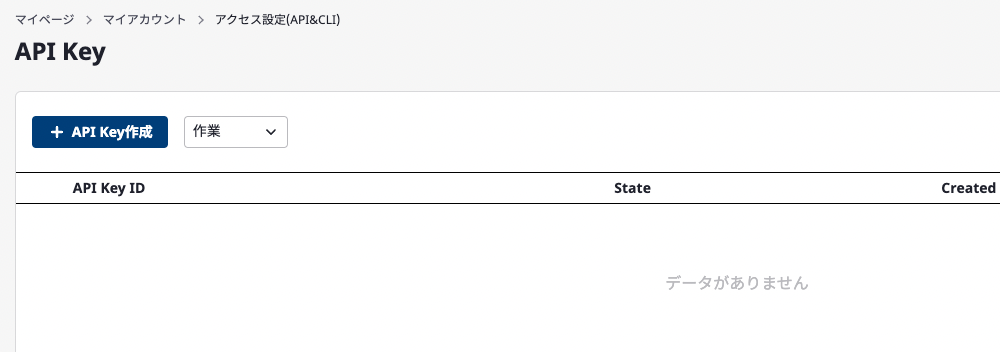 マイページ > マイアカウント > アクセス設定(API&CLI)
API Key
+ API Key作成 作業
API Key ID State Created
データがありません